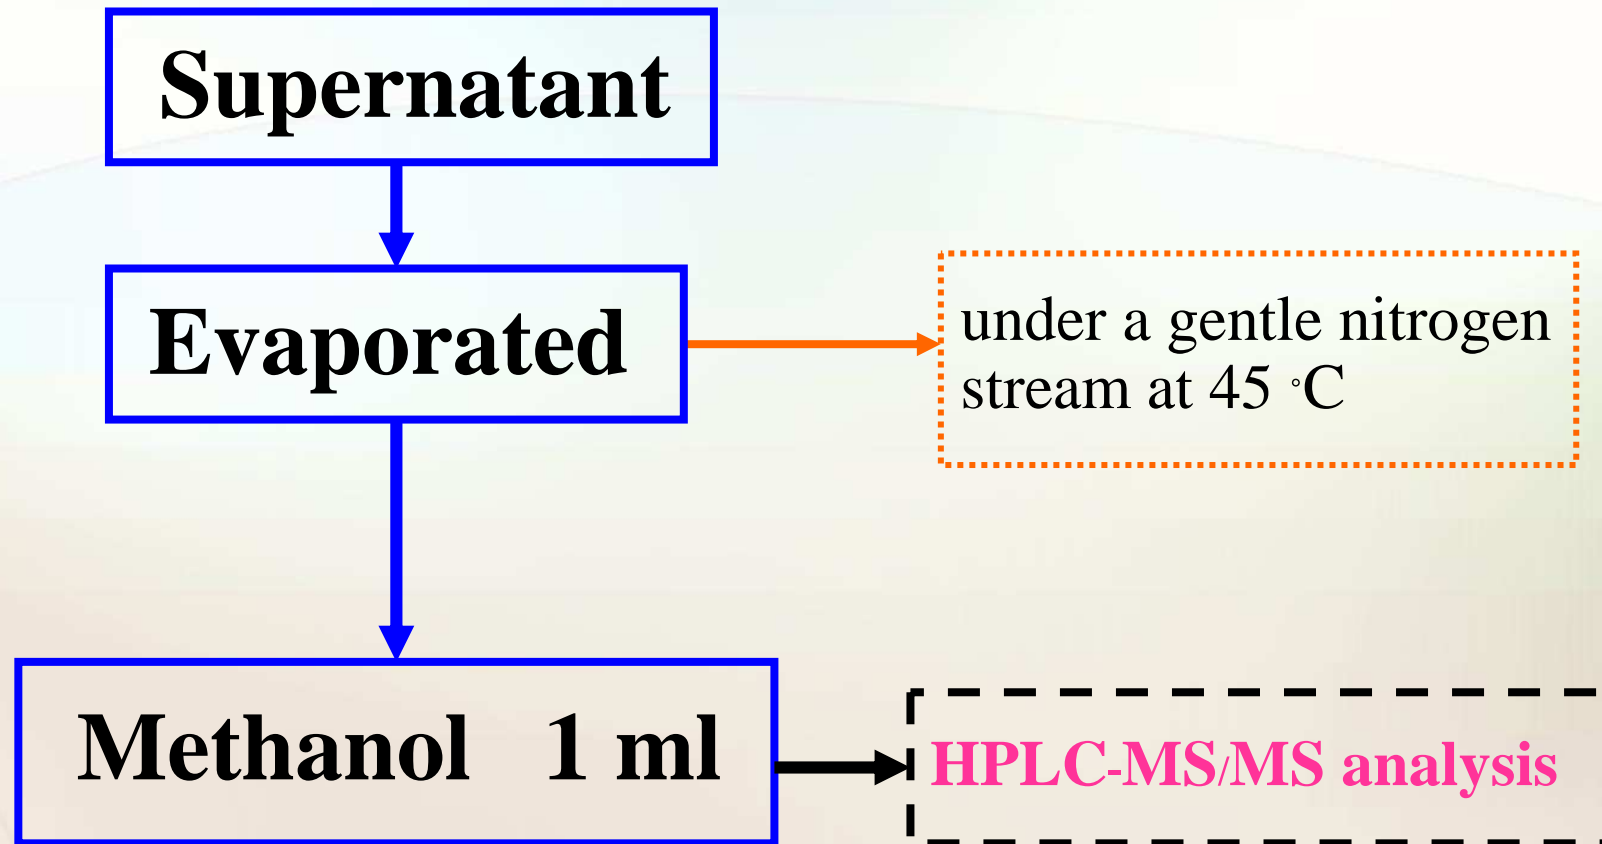 Supernatant
Evaporated
under a gentle nitrogen
stream at 45 °C
Methanol 1 ml
HPLC-MS/MS analysis